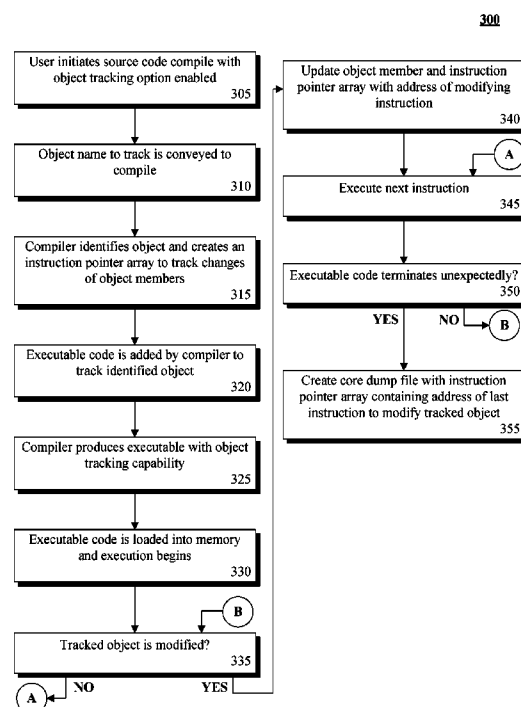 300
User initiates source code compile with
object tracking option enabled
305
Object name to track is conveyed to
compile
310
Compiler identifies object and creates an
instruction pointer array to track changes
of object members
315
Executable code is added by compiler to
track identified object
320
Compiler produces executable with object
tracking capability
325
Executable code is loaded into memory
and execution begins
330
B
Tracked object is modified?
335
NO
YES
A
Update object member and instruction
pointer array with address of modifying
instruction
340
A
Execute next instruction
345
Executable code terminates unexpectedly?
350
YES
NO
B
Create core dump file with instruction
pointer array containing address of last
instruction to modify tracked object
355